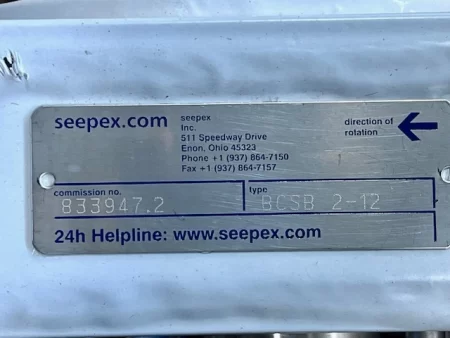 seepex.com
seepex
Inc.
511 Speedway Drive
Enon, Ohio 45323
Phone +1 (937) 864-7150
Fax +1 (937) 864-7157
direction of
rotation
commission no.
833947.2
type
BCSB 2-12
24h Helpline: www.seepex.com